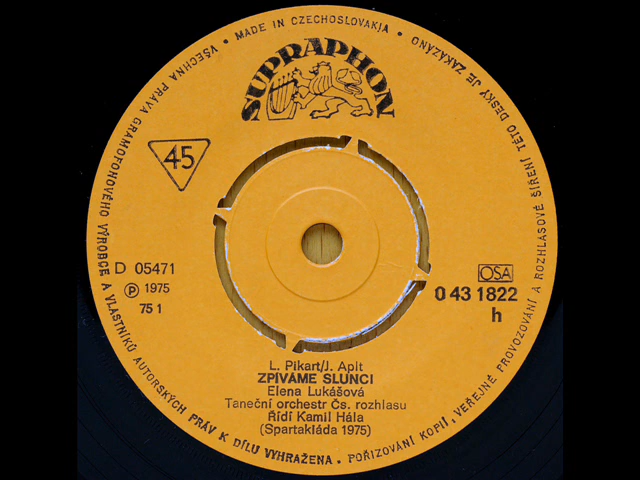 • MADE IN CZECHOSLOVAKIA •
VŠECHNA PRÁVA GRAMOFONOVÉHO VÝROBCE A VLASTNÍKŮ AUTORSKÝCH PRÁV K DÍLU VYHRAŽENA • POŘIZOVÁNÍ KOPIÍ, VEŘEJNÉ PROVOZOVÁNÍ A ROZHLASOVÉ ŠÍŘENÍ TÉTO DESKY JE ZAKÁZÁNO
SUPRAPHON
45
D 05471
Ⓟ 1975
75 1
OSA
0 43 1822
h
L. Pikart/J. Apit
ZPÍVÁME SLUNCI
Elena Lukášová
Taneční orchestr Čs. rozhlasu
Řídí Kamil Hála
(Spartakláda 1975)